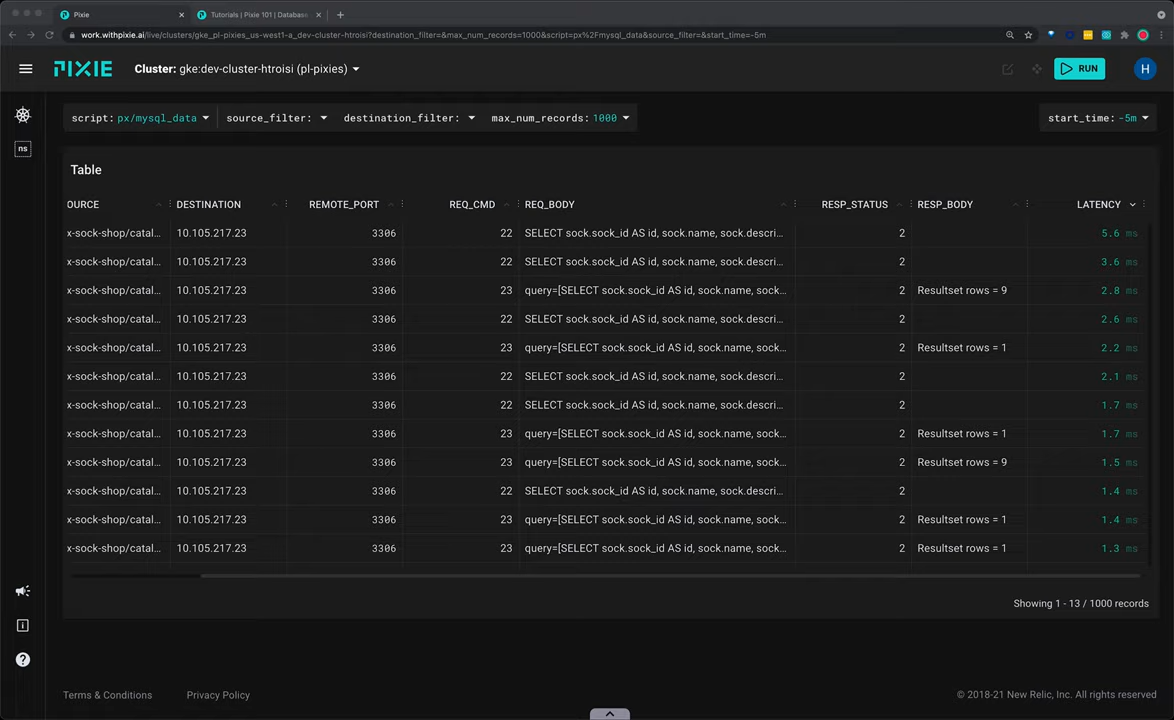 Pixie
Tutorials | Pixie 101 | Database
work.withpixie.ai/live/clusters/gke_pl-pixies_us-west1-a_dev-cluster-htroisi?destination_filter=&max_num_records=1000&script=px%2Fmysql_data&source_filter=&start_time=-5m
PIXIE Cluster: gke:dev-cluster-htroisi (pl-pixies) RUN H
script: px/mysql_data source_filter: destination_filter: max_num_records: 1000 start_time: -5m
ns
Table
OURCE DESTINATION REMOTE_PORT REQ_CMD REQ_BODY RESP_STATUS RESP_BODY LATENCY
x-sock-shop/catal... 10.105.217.23 3306 22 SELECT sock.sock_id AS id, sock.name, sock.descri... 2 5.6 ms
x-sock-shop/catal... 10.105.217.23 3306 22 SELECT sock.sock_id AS id, sock.name, sock.descri... 2 3.6 ms
x-sock-shop/catal... 10.105.217.23 3306 23 query=[SELECT sock.sock_id AS id, sock.name, sock... 2 Resultset rows = 9 2.8 ms
x-sock-shop/catal... 10.105.217.23 3306 22 SELECT sock.sock_id AS id, sock.name, sock.descri... 2 2.6 ms
x-sock-shop/catal... 10.105.217.23 3306 23 query=[SELECT sock.sock_id AS id, sock.name, sock... 2 Resultset rows = 1 2.2 ms
x-sock-shop/catal... 10.105.217.23 3306 22 SELECT sock.sock_id AS id, sock.name, sock.descri... 2 2.1 ms
x-sock-shop/catal... 10.105.217.23 3306 22 SELECT sock.sock_id AS id, sock.name, sock.descri... 2 1.7 ms
x-sock-shop/catal... 10.105.217.23 3306 23 query=[SELECT sock.sock_id AS id, sock.name, sock... 2 Resultset rows = 1 1.7 ms
x-sock-shop/catal... 10.105.217.23 3306 23 query=[SELECT sock.sock_id AS id, sock.name, sock... 2 Resultset rows = 9 1.5 ms
x-sock-shop/catal... 10.105.217.23 3306 22 SELECT sock.sock_id AS id, sock.name, sock.descri... 2 1.4 ms
x-sock-shop/catal... 10.105.217.23 3306 23 query=[SELECT sock.sock_id AS id, sock.name, sock... 2 Resultset rows = 1 1.4 ms
x-sock-shop/catal... 10.105.217.23 3306 23 query=[SELECT sock.sock_id AS id, sock.name, sock... 2 Resultset rows = 1 1.3 ms
Showing 1 - 13 / 1000 records
Terms & Conditions Privacy Policy © 2018-21 New Relic, Inc. All rights reserved